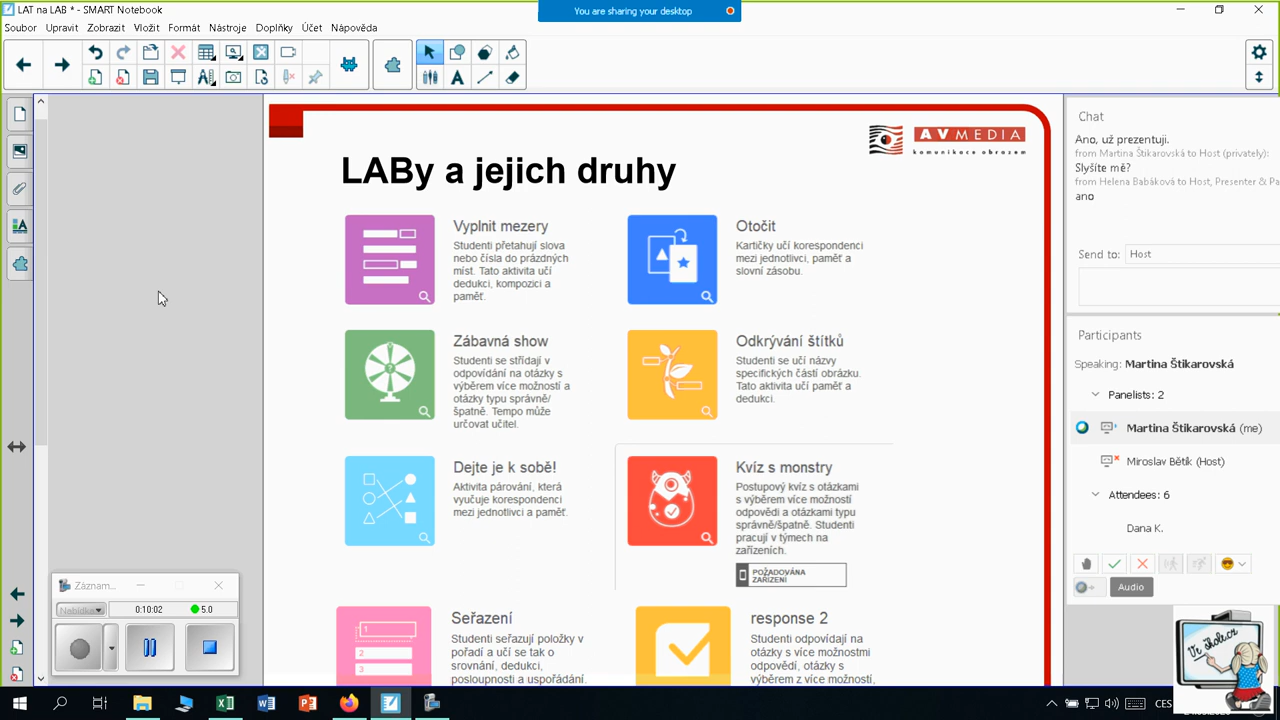 LAT na LAB * - SMART Notebook
You are sharing your desktop
Soubor Upravit Zobrazit Vložit Formát Nástroje Doplňky Účet Nápověda
AV MEDIA
komunikace obrazem
LABy a jejich druhy
Vyplnit mezery
Studenti přetahují slova
nebo čísla do prázdných
míst. Tato aktivita učí
dedukci, kompozici a
paměť.
Otočit
Kartičky učí korespondenci
mezi jednotlivci, paměť a
slovní zásobu.
Zábavná show
Studenti se střídají v
odpovídání na otázky s
výběrem více možností a
otázky typu správně/
špatně. Tempo může
určovat učitel.
Odkrývání štítků
Studenti se učí názvy
specifických částí obrázku.
Tato aktivita učí paměť a
dedukci.
Dejte je k sobě!
Aktivita párování, která
vyučuje korespondenci
mezi jednotlivci a paměť.
Kvíz s monstry
Postupový kvíz s otázkami
s výběrem více možností
odpovědi a otázkami typu
správně/špatně. Studenti
pracují v týmech na
zařízeních.
POŽADOVÁNA
ZAŘÍZENÍ
Seřazení
Studenti seřazují položky v
pořadí a učí se tak o
srovnání, dedukci,
posloupnosti a uspořádání.
1
2
3
response 2
Studenti odpovídají na
otázky s více možnostmi
odpovědí, otázky s
výběrem z více možností,
Chat
Ano, už prezentuji.
from Martina Štikarovská to Host (privately):
Slyšíte mě?
from Helena Babáková to Host, Presenter & Pa
ano
Send to: Host
Participants
Speaking: Martina Štikarovská
Panelists: 2
Martina Štikarovská (me)
Miroslav Bětík (Host)
Attendees: 6
Dana K.
Audio
Záznam...
Nabídka
0:10:02
5.0
CES
Ve škole.cz